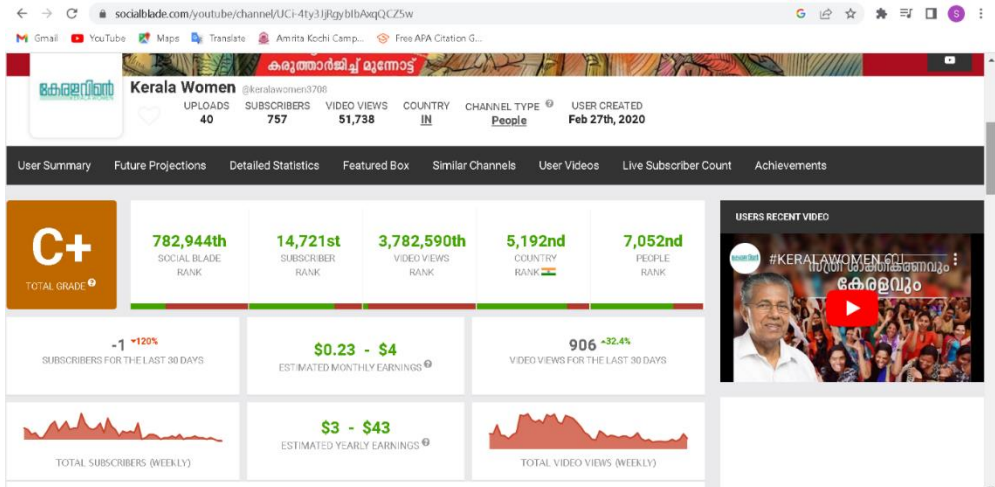 socialblade.com/youtube/channel/UCi-4ty3JjRgybIbAxqQCZ5w
Gmail YouTube Maps Translate Amrita Kochi Camp... Free APA Citation G...
കരുത്താർജിച്ച് മുന്നോട്ട്
Kerala Women @keralawomen3708
UPLOADS SUBSCRIBERS VIDEO VIEWS COUNTRY CHANNEL TYPE USER CREATED
40 757 51,738 IN People Feb 27th, 2020
User Summary Future Projections Detailed Statistics Featured Box Similar Channels User Videos Live Subscriber Count Achievements
C+
TOTAL GRADE
782,944th
SOCIAL BLADE
RANK
14,721st
SUBSCRIBER
RANK
3,782,590th
VIDEO VIEWS
RANK
5,192nd
COUNTRY
RANK
7,052nd
PEOPLE
RANK
USERS RECENT VIDEO
#KERALAWOMEN
സ്ത്രീ ശാക്തീകരണവും
കേരളവും
-1 -120%
SUBSCRIBERS FOR THE LAST 30 DAYS
$0.23 - $4
ESTIMATED MONTHLY EARNINGS
906 +32.4%
VIDEO VIEWS FOR THE LAST 30 DAYS
TOTAL SUBSCRIBERS (WEEKLY)
$3 - $43
ESTIMATED YEARLY EARNINGS
TOTAL VIDEO VIEWS (WEEKLY)